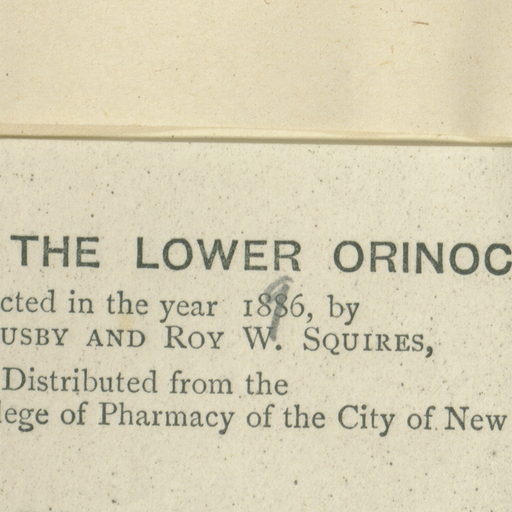 THE LOWER ORINOC
cted in the year 1886, by
9
USBY AND ROY W. SQUIRES,
Distributed from the
lege of Pharmacy of the City of New